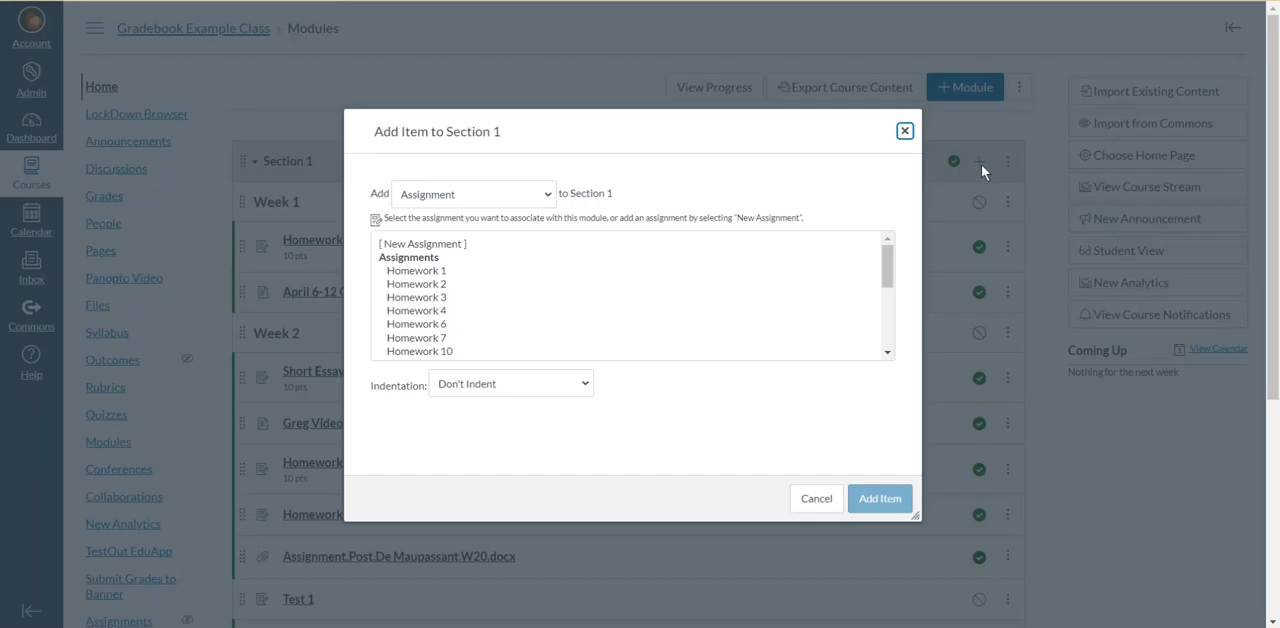 Gradebook Example Class › Modules
Account
Admin
Dashboard
Courses
Calendar
Inbox
Commons
Help
Home
LockDown Browser
Announcements
Discussions
Grades
People
Pages
Panopto Video
Files
Syllabus
Outcomes
Rubrics
Quizzes
Modules
Conferences
Collaborations
New Analytics
TestOut EduApp
Submit Grades to
Banner
Assignments
View Progress
Export Course Content
+ Module
Section 1
Week 1
Homework
10 pts
April 6-12
Week 2
Short Essay
10 pts
Greg Video
Homework
10 pts
Homework
Assignment.Post.De Maupassant.W20.docx
Test 1
Add Item to Section 1
Add Assignment to Section 1
Select the assignment you want to associate with this module, or add an assignment by selecting "New Assignment".
[ New Assignment ]
Assignments
Homework 1
Homework 2
Homework 3
Homework 4
Homework 6
Homework 7
Homework 10
Indentation: Don't Indent
Cancel
Add Item
Import Existing Content
Import from Commons
Choose Home Page
View Course Stream
New Announcement
Student View
New Analytics
View Course Notifications
Coming Up
View Calendar
Nothing for the next week